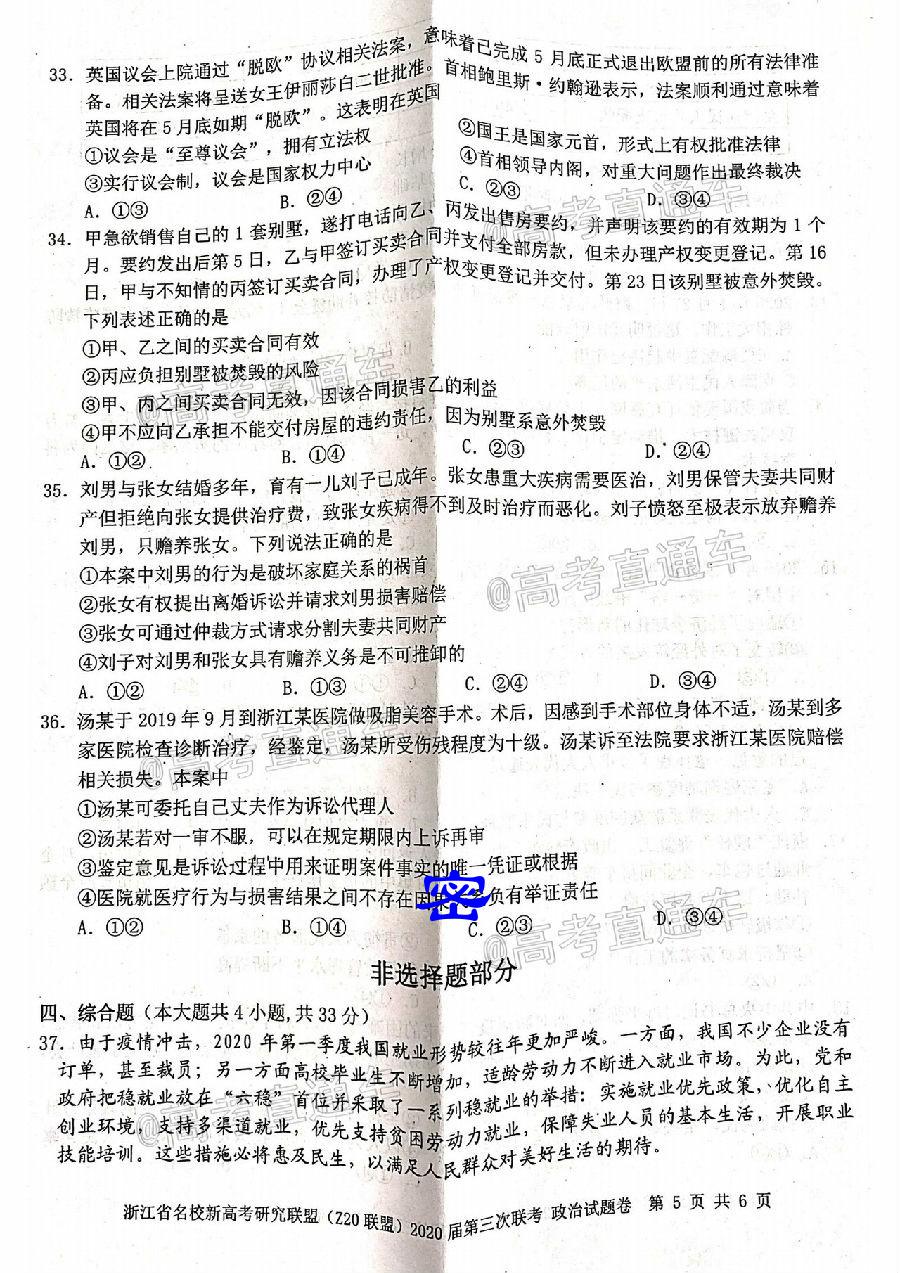 33. 英国议会上院通过“脱欧”协议相关法案，意味着已完成 5 月底正式退出欧盟前的所有法律准
备。相关法案将呈送女王伊丽莎白二世批准。首相鲍里斯·约翰逊表示，法案顺利通过意味着
英国将在 5 月底如期“脱欧”。这表明在英国
①议会是“至尊议会”，拥有立法权 ②国王是国家元首，形式上有权批准法律
③实行议会制，议会是国家权力中心 ④首相领导内阁，对重大问题作出最终裁决
A. ①③ B. ②④ C. ①② D. ③④
34. 甲急欲销售自己的 1 套别墅，遂打电话向乙、丙发出售房要约，并声明该要约的有效期为 1 个
月。要约发出后第 5 日，乙与甲签订买卖合同并支付全部房款，但未办理产权变更登记。第 16
日，甲与不知情的丙签订买卖合同，办理了产权变更登记并交付。第 23 日该别墅被意外焚毁。
下列表述正确的是
①甲、乙之间的买卖合同有效
②丙应负担别墅被焚毁的风险
③甲、丙之间买卖合同无效，因该合同损害乙的利益
④甲不应向乙承担不能交付房屋的违约责任，因为别墅系意外焚毁
A. ①② B. ①④ C. ②③ D. ③④
35. 刘男与张女结婚多年，育有一儿刘子已成年。张女患重大疾病需要医治，刘男保管夫妻共同财
产但拒绝向张女提供治疗费，致张女疾病得不到及时治疗而恶化。刘子愤怒至极表示放弃赡养
刘男，只赡养张女。下列说法正确的是
①本案中刘男的行为是破坏家庭关系的祸首
②张女有权提出离婚诉讼并请求刘男损害赔偿
③张女可通过仲裁方式请求分割夫妻共同财产
④刘子对刘男和张女具有赡养义务是不可推卸的
A. ①② B. ①③ C. ②④ D. ③④
36. 汤某于 2019 年 9 月到浙江某医院做吸脂美容手术。术后，因感到手术部位身体不适，汤某到多
家医院检查诊断治疗，经鉴定，汤某所受伤残程度为十级。汤某诉至法院要求浙江某医院赔偿
相关损失。本案中
①汤某可委托自己丈夫作为诉讼代理人
②汤某若对一审不服，可以在规定期限内上诉再审
③鉴定意见是诉讼过程中用来证明案件事实的唯一凭证或根据
④医院就医疗行为与损害结果之间不存在因 负有举证责任
密
A. ①② B. ①④ C. ②③ D. ③④
非选择题部分
四、综合题（本大题共 4 小题, 共 33 分）
37. 由于疫情冲击，2020 年第一季度我国就业形势较往年更加严峻。一方面，我国不少企业没有
订单，甚至裁员；另一方面高校毕业生不断增加，适龄劳动力不断进入就业市场。为此，党和
政府把稳就业放在“六稳”首位并采取了一系列稳就业的举措：实施就业优先政策、优化自主
创业环境，支持多渠道就业，优先支持贫困劳动力就业，保障失业人员的基本生活，开展职业
技能培训。这些措施必将惠及民生，以满足人民群众对美好生活的期待。
浙江省名校新高考研究联盟（Z20 联盟）2020 届第三次联考 政治试题卷 第 5 页 共 6 页
@高考直通车
@高考直通车
@高考直通车
@高考直通车
@高考直通车
@高考直通车
@高考直通车